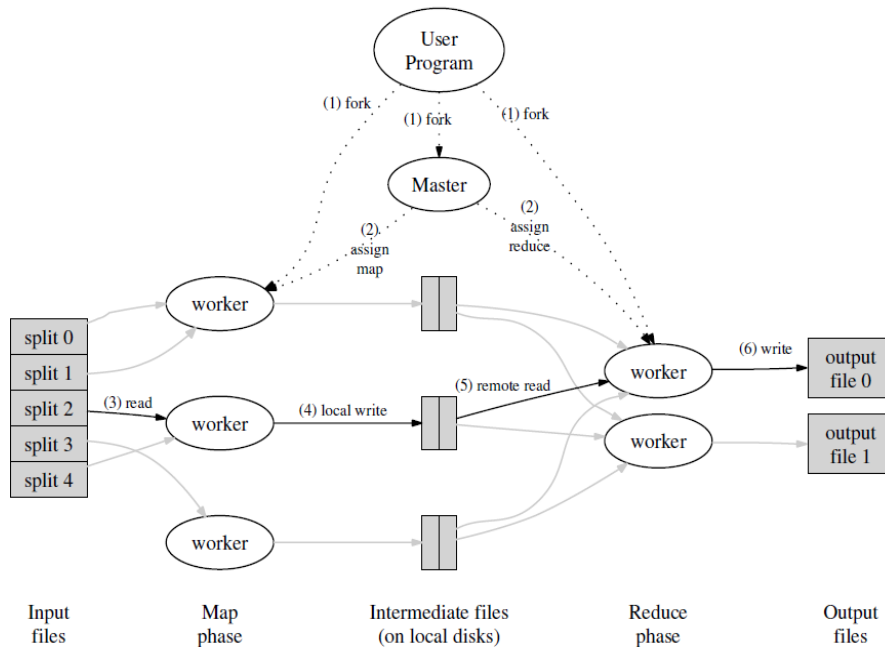 User
Program
(1) fork
(1) fork
(1) fork
Master
(2)
assign
map
(2)
assign
reduce
worker
split 0
split 1
split 2
split 3
split 4
(3) read
worker
(4) local write
(5) remote read
worker
(6) write
output
file 0
worker
output
file 1
worker
Input
files
Map
phase
Intermediate files
(on local disks)
Reduce
phase
Output
files